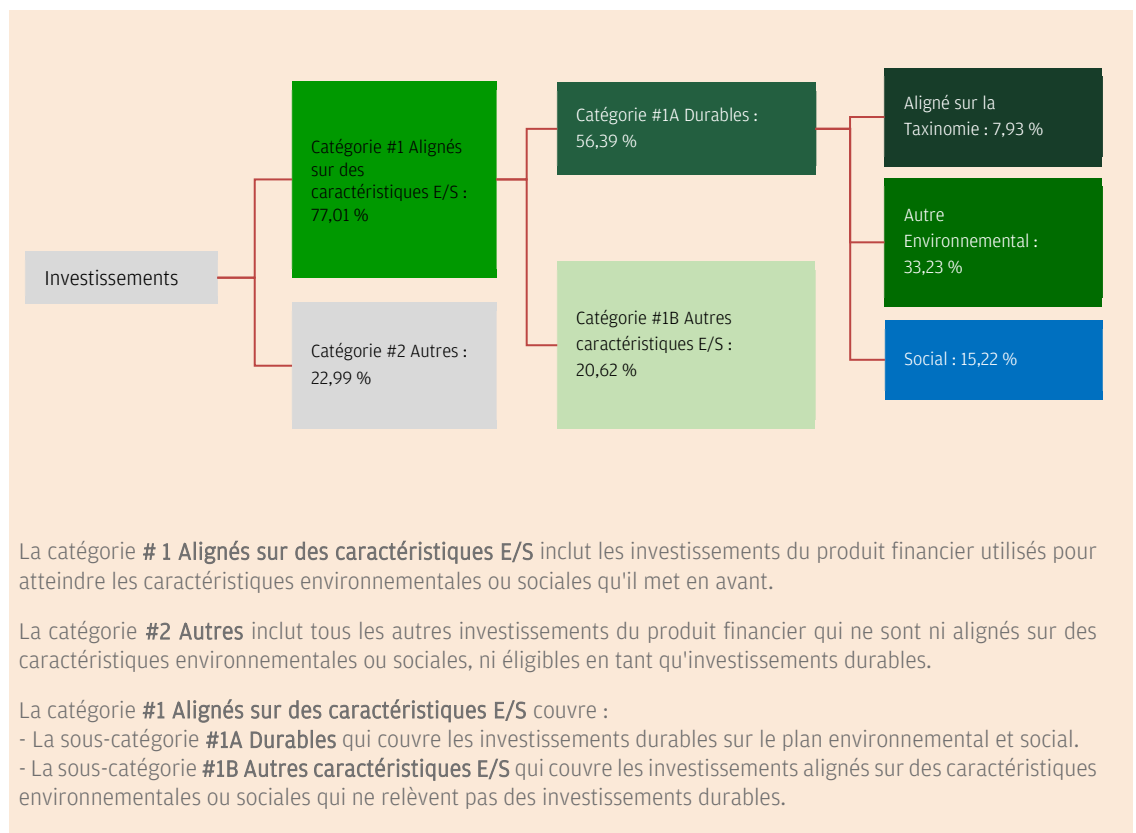 Investissements
Catégorie #1 Alignés
sur des
caractéristiques E/S :
77,01 %
Catégorie #2 Autres :
22,99 %
Catégorie #1A Durables :
56,39 %
Catégorie #1B Autres
caractéristiques E/S :
20,62 %
Aligné sur la
Taxinomie : 7,93 %
Autre
Environnemental :
33,23 %
Social : 15,22 %
La catégorie # 1 Alignés sur des caractéristiques E/S inclut les investissements du produit financier utilisés pour
atteindre les caractéristiques environnementales ou sociales qu'il met en avant.
La catégorie #2 Autres inclut tous les autres investissements du produit financier qui ne sont ni alignés sur des
caractéristiques environnementales ou sociales, ni éligibles en tant qu'investissements durables.
La catégorie #1 Alignés sur des caractéristiques E/S couvre :
- La sous-catégorie #1A Durables qui couvre les investissements durables sur le plan environnemental et social.
- La sous-catégorie #1B Autres caractéristiques E/S qui couvre les investissements alignés sur des caractéristiques
environnementales ou sociales qui ne relèvent pas des investissements durables.